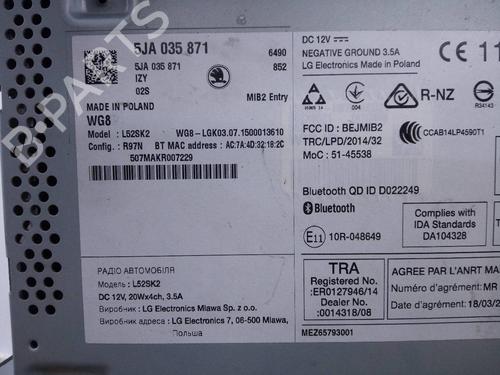 5JA 035 871 6490
5JA 035 871 852
IZY
02S MIB2 Entry
MADE IN POLAND
WG8
Model : L52SK2 WG8-LGK03.07.1500013610
Config. : R97N BT MAC address : AC:7A:4D:32:18:2C
507MAKR007229
РАДІО АВТОМОБІЛЯ
Модель : L52SK2
DC 12V, 20Wx4ch, 3.5A
Виробник : LG Electronics Mlawa Sp. z o.o.
Виробник адреса : LG Electronics 7, 06-500 Mlawa,
Польша
DC 12V
NEGATIVE GROUND 3.5A
LG Electronics Made in Poland
CE 11
004
R-NZ
R34143
FCC ID : BEJMIB2
TRC/LPD/2014/32
MoC : 51-45538
CCAB14LP4590T1
Bluetooth QD ID D022249
Bluetooth
E11 10R-048649
Complies with
IDA Standards
DA104328
TRA
Registered No.
:ER0127946/14
Dealer No.
:0014318/08
AGREE PAR L'ANRT MA
Numéro d'agrément : MR
Date d'agrément : 18/03/2
MEZ65793001
B-PARTS